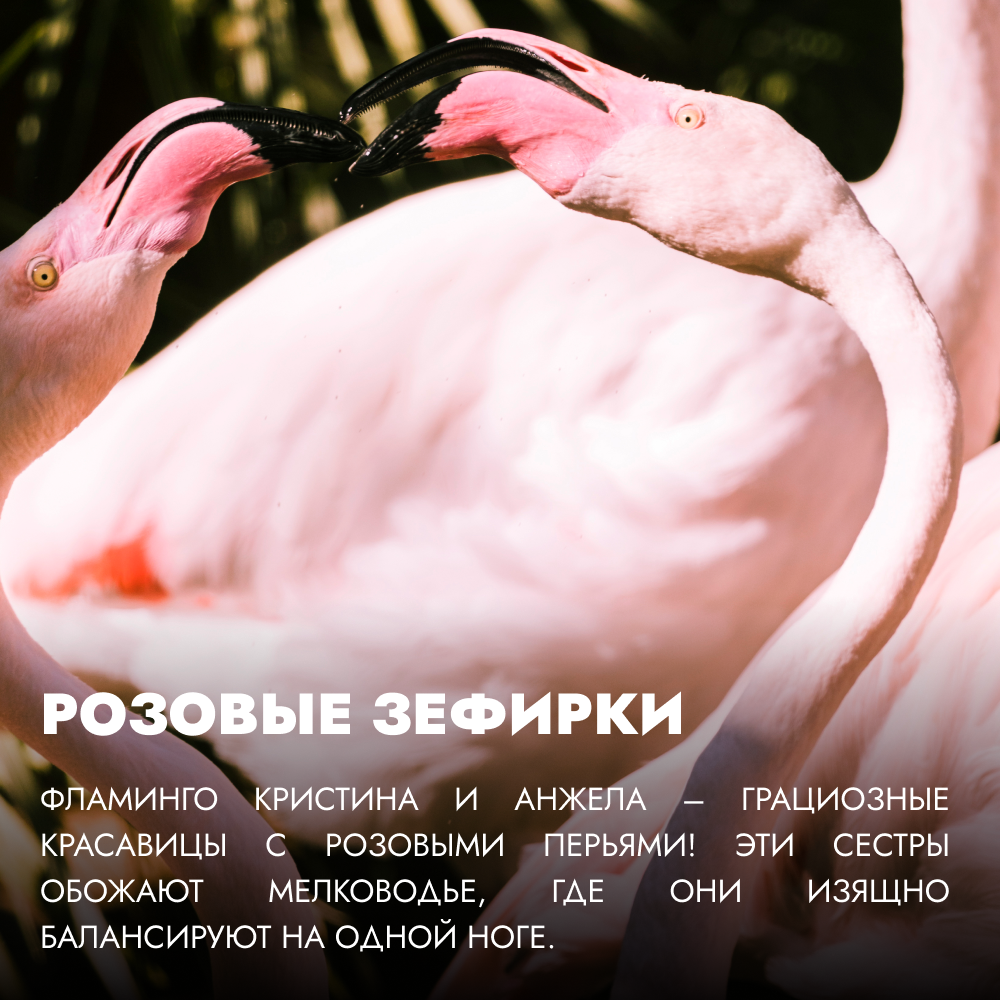 РОЗОВЫЕ ЗЕФИРКИ
ФЛАМИНГО КРИСТИНА И АНЖЕЛА – ГРАЦИОЗНЫЕ
КРАСАВИЦЫ С РОЗОВЫМИ ПЕРЬЯМИ! ЭТИ СЕСТРЫ
ОБОЖАЮТ МЕЛКОВОДЬЕ, ГДЕ ОНИ ИЗЯЩНО
БАЛАНСИРУЮТ НА ОДНОЙ НОГЕ.